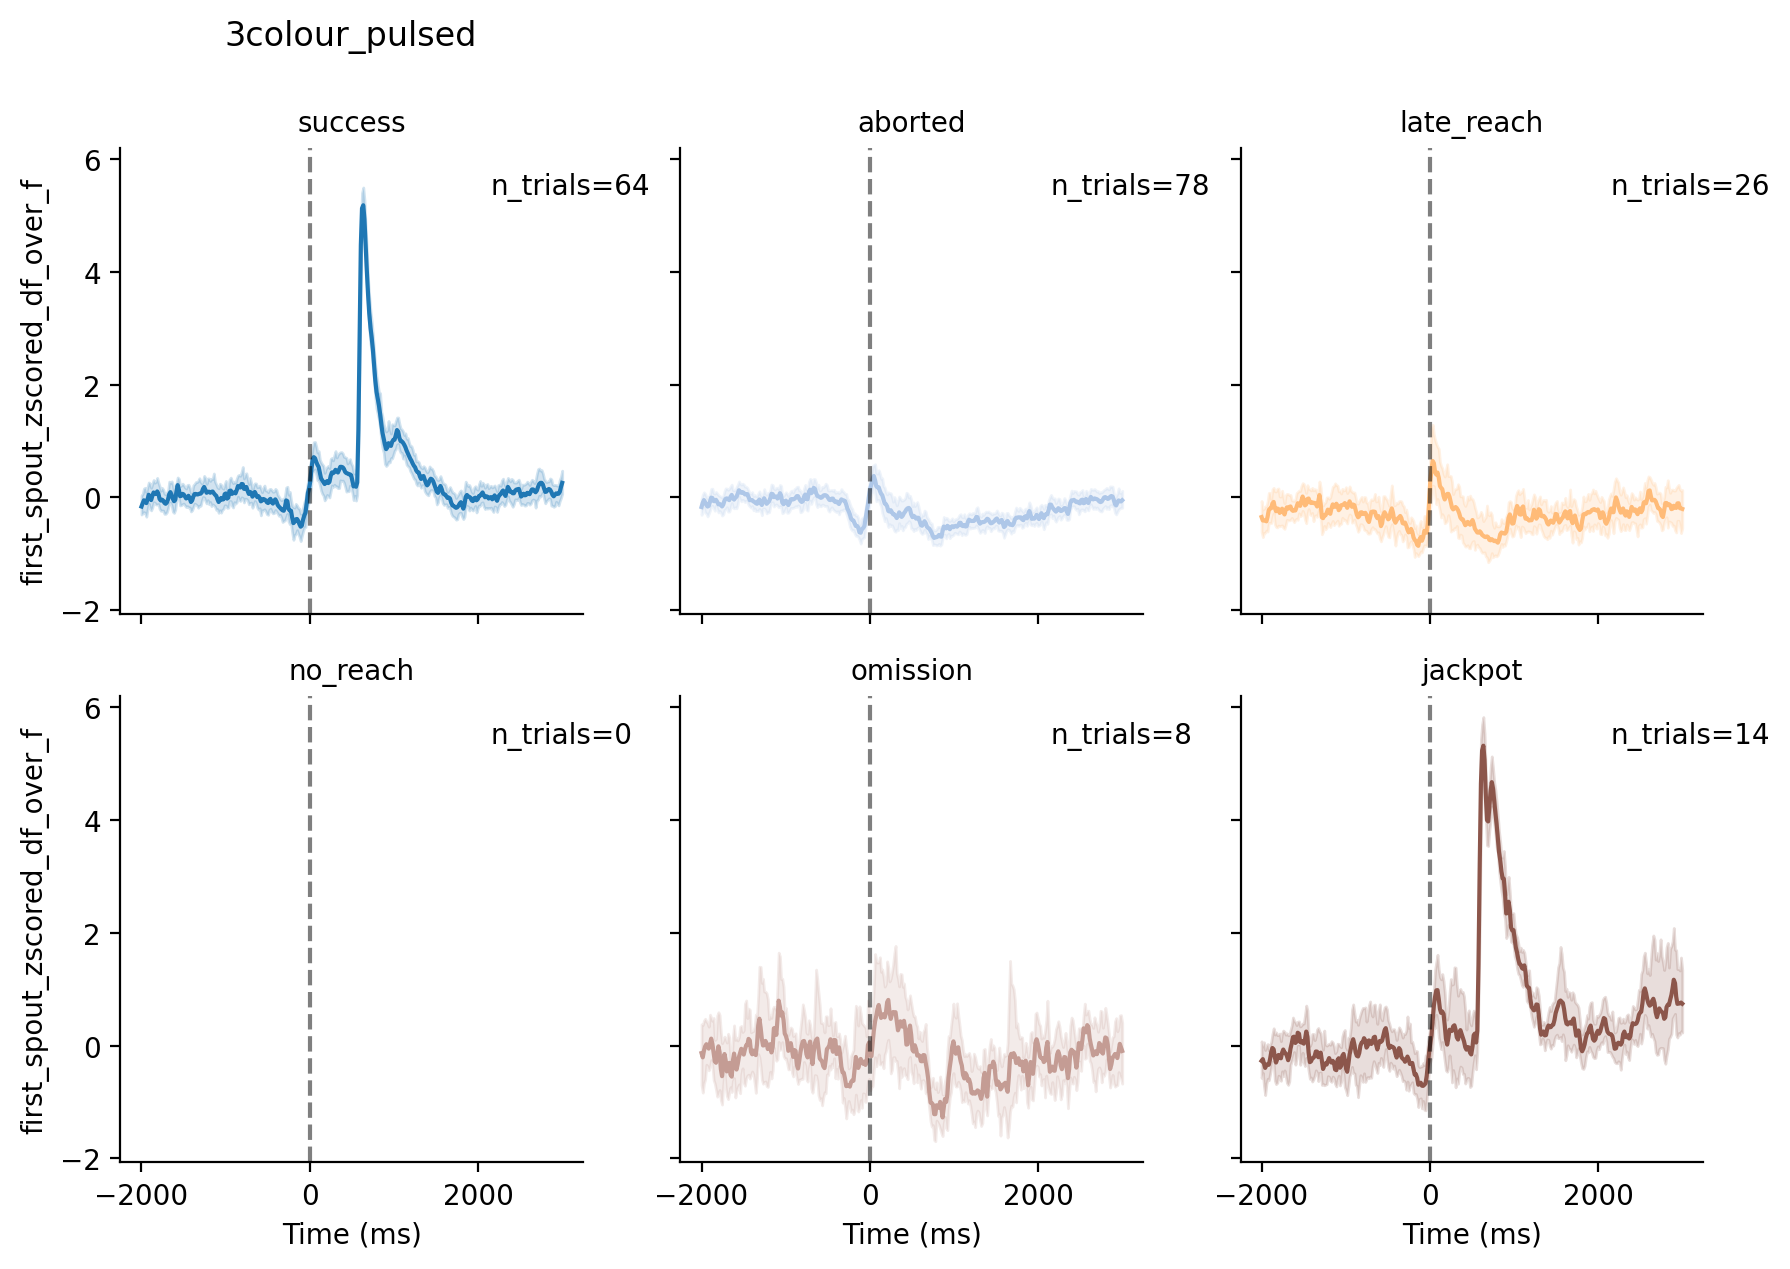 3colour_pulsed
success
aborted
late_reach
n_trials=64
n_trials=78
n_trials=26
first_spout_zscored_df_over_f
6
4
2
0
−2
no_reach
omission
jackpot
n_trials=0
n_trials=8
n_trials=14
first_spout_zscored_df_over_f
6
4
2
0
−2
−2000 0 2000
−2000 0 2000
−2000 0 2000
Time (ms)
Time (ms)
Time (ms)